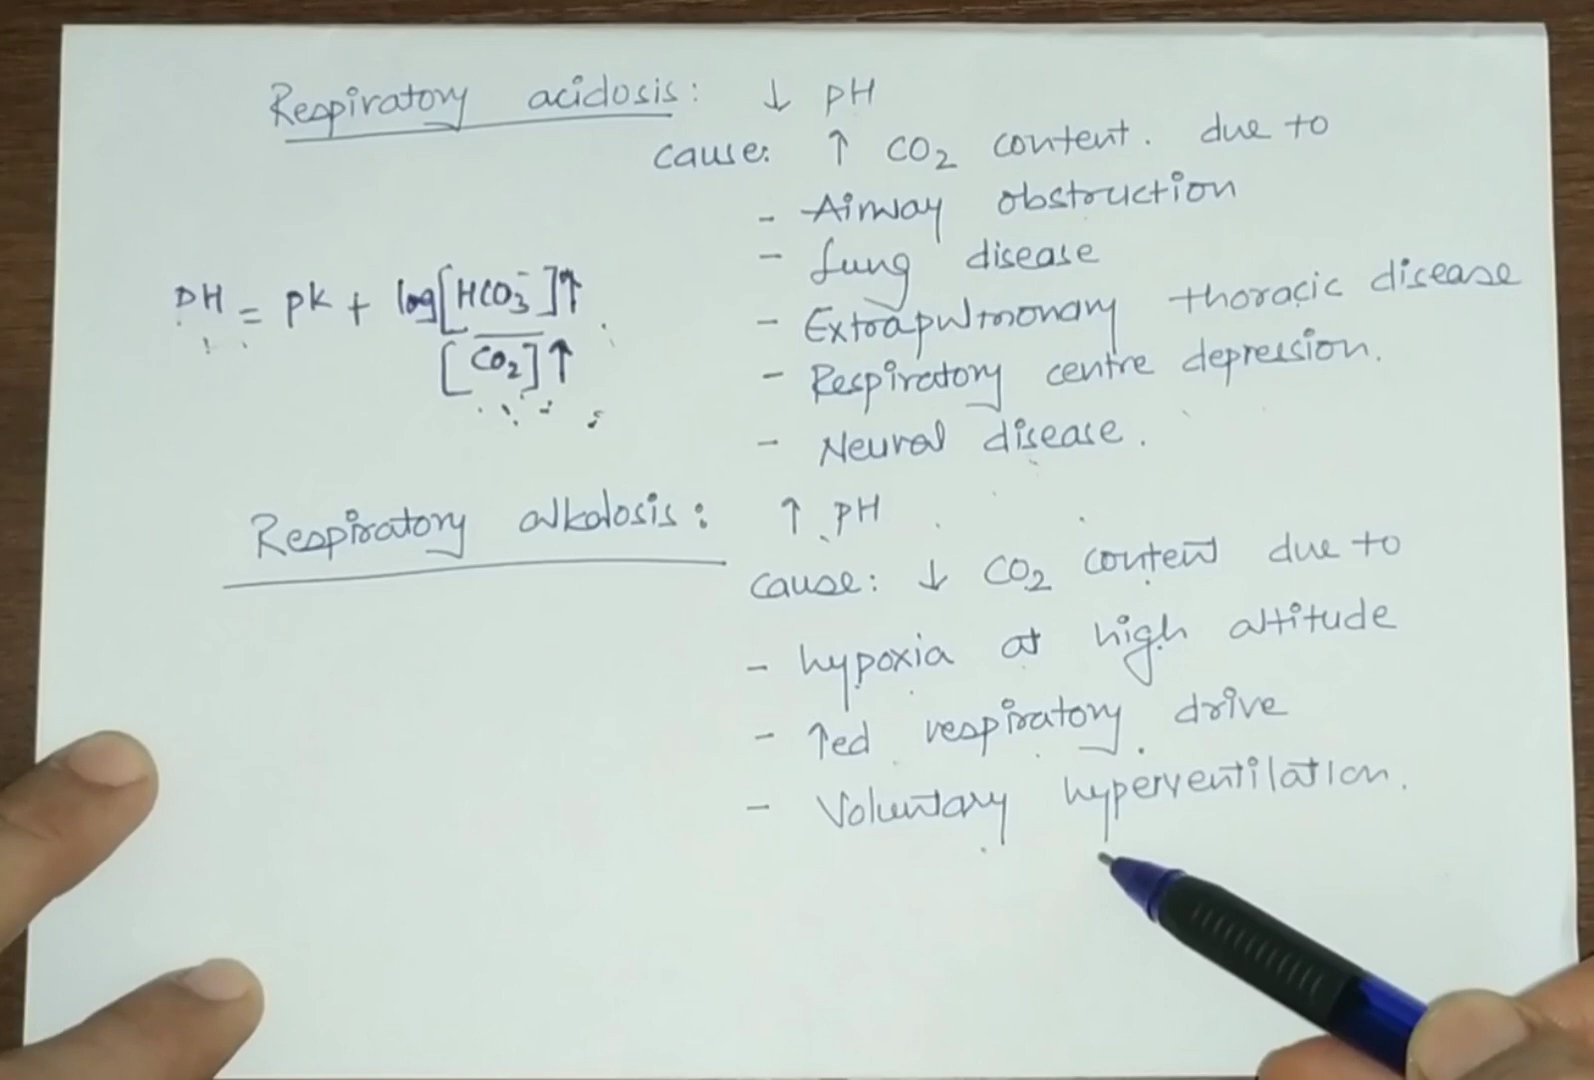 Respiratory acidosis: ↓ pH
cause: ↑ CO₂ content. due to
- Airway obstruction
- Lung disease
- Extrapulmonary thoracic disease
- Respiratory centre depression.
- Neural disease.
pH = pk + log[HCO₃⁻]↑
[CO₂]↑
Respiratory alkalosis: ↑ pH
cause: ↓ CO₂ content due to
- hypoxia at high altitude
- ↑ed respiratory drive
- Voluntary hyperventilation.